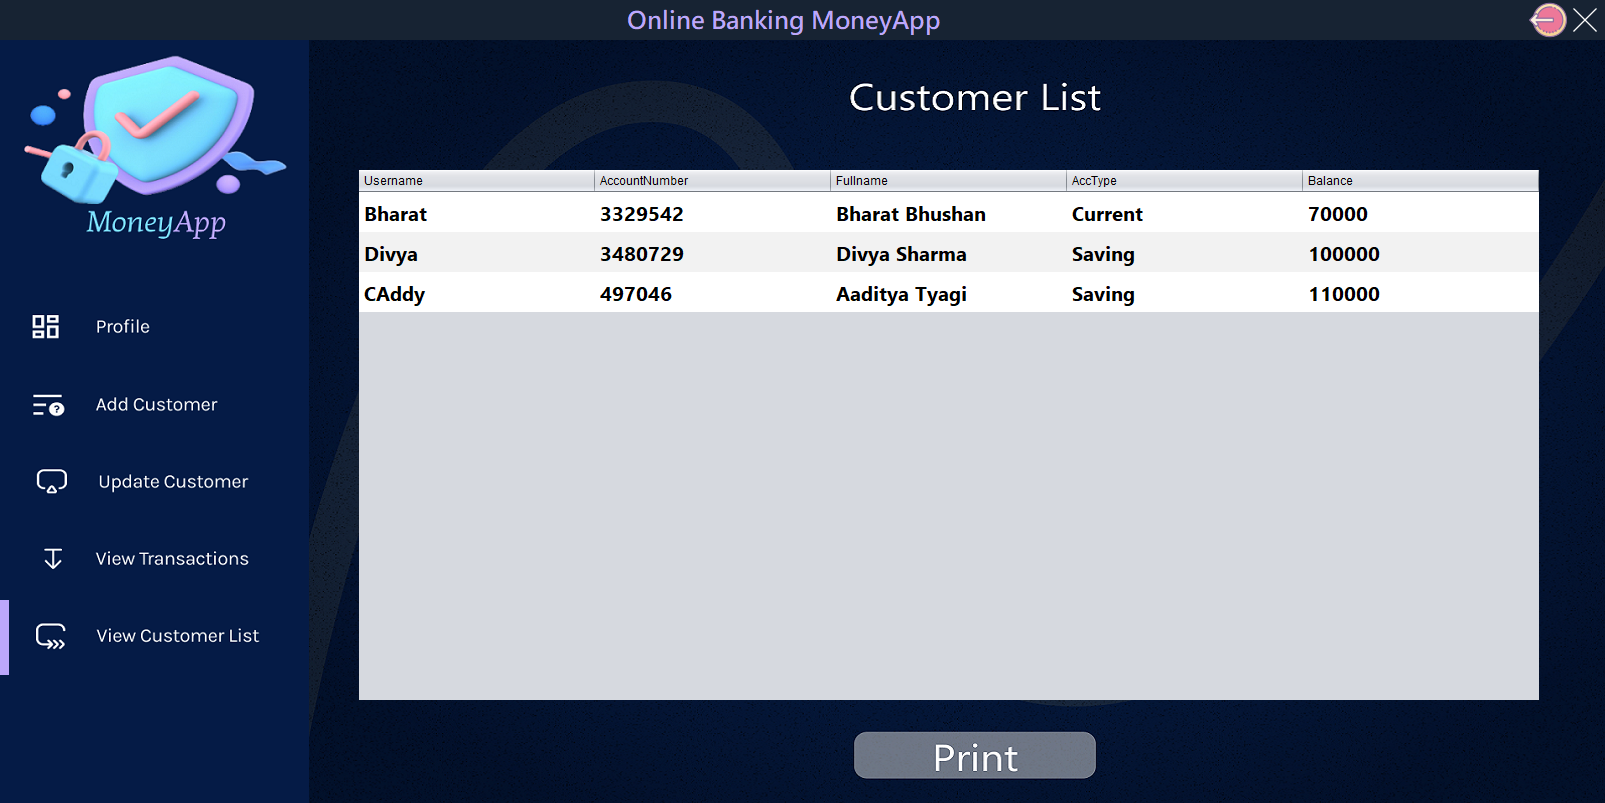 Online Banking MoneyApp
MoneyApp
Profile
Add Customer
Update Customer
View Transactions
View Customer List
Customer List
Username AccountNumber Fullname AccType Balance
Bharat 3329542 Bharat Bhushan Current 70000
Divya 3480729 Divya Sharma Saving 100000
CAddy 497046 Aaditya Tyagi Saving 110000
Print